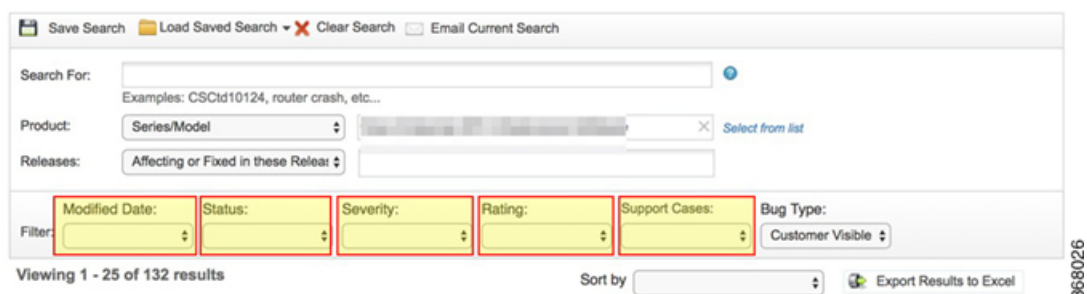 Save Search Load Saved Search Clear Search Email Current Search
Search For:
Examples: CSCtd10124, router crash, etc...
Product: Series/Model Select from list
Releases: Affecting or Fixed in these Releas
Modified Date: Status: Severity: Rating: Support Cases: Bug Type:
Filter: Customer Visible
Viewing 1 - 25 of 132 results Sort by Export Results to Excel
368026